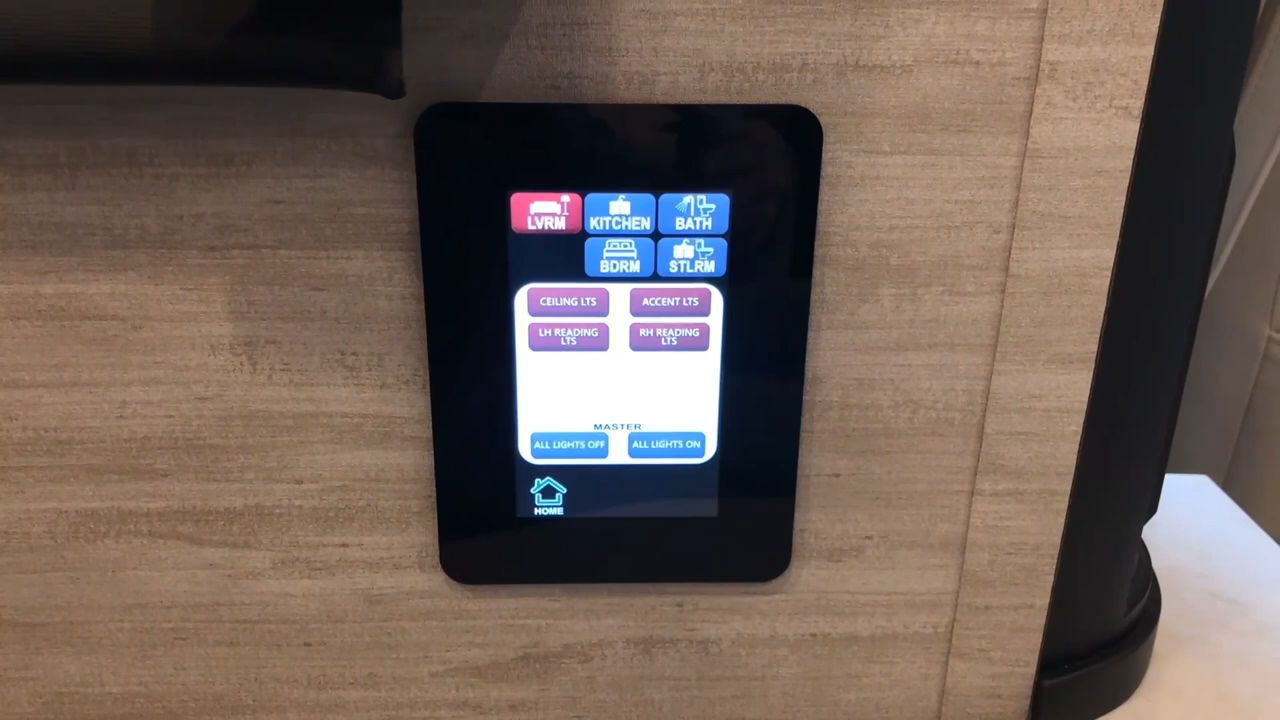 LVRM KITCHEN BATH
BDRM STLRM
CEILING LTS ACCENT LTS
LH READING RH READING
LTS LTS
MASTER
ALL LIGHTS OFF ALL LIGHTS ON
HOME